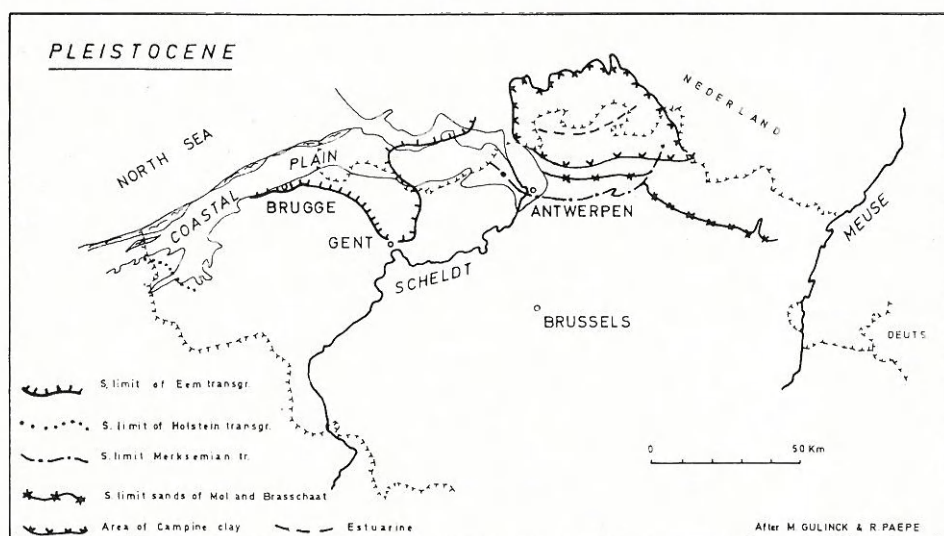 PLEISTOCENE
NEDERLAND
NORTH SEA
PLAIN
COASTAL
BRUGGE
ANTWERPEN
MEUSE
GENT
SCHELDT
BRUSSELS
DEUTS
S. limit of Eem transgr.
S. limit of Holstein transgr.
S. limit Merksemian tr.
0 50 Km
S. limit sands of Mol and Brasschaat
Area of Campine clay Estuarine
After M. GULINCK & R. PAEPE